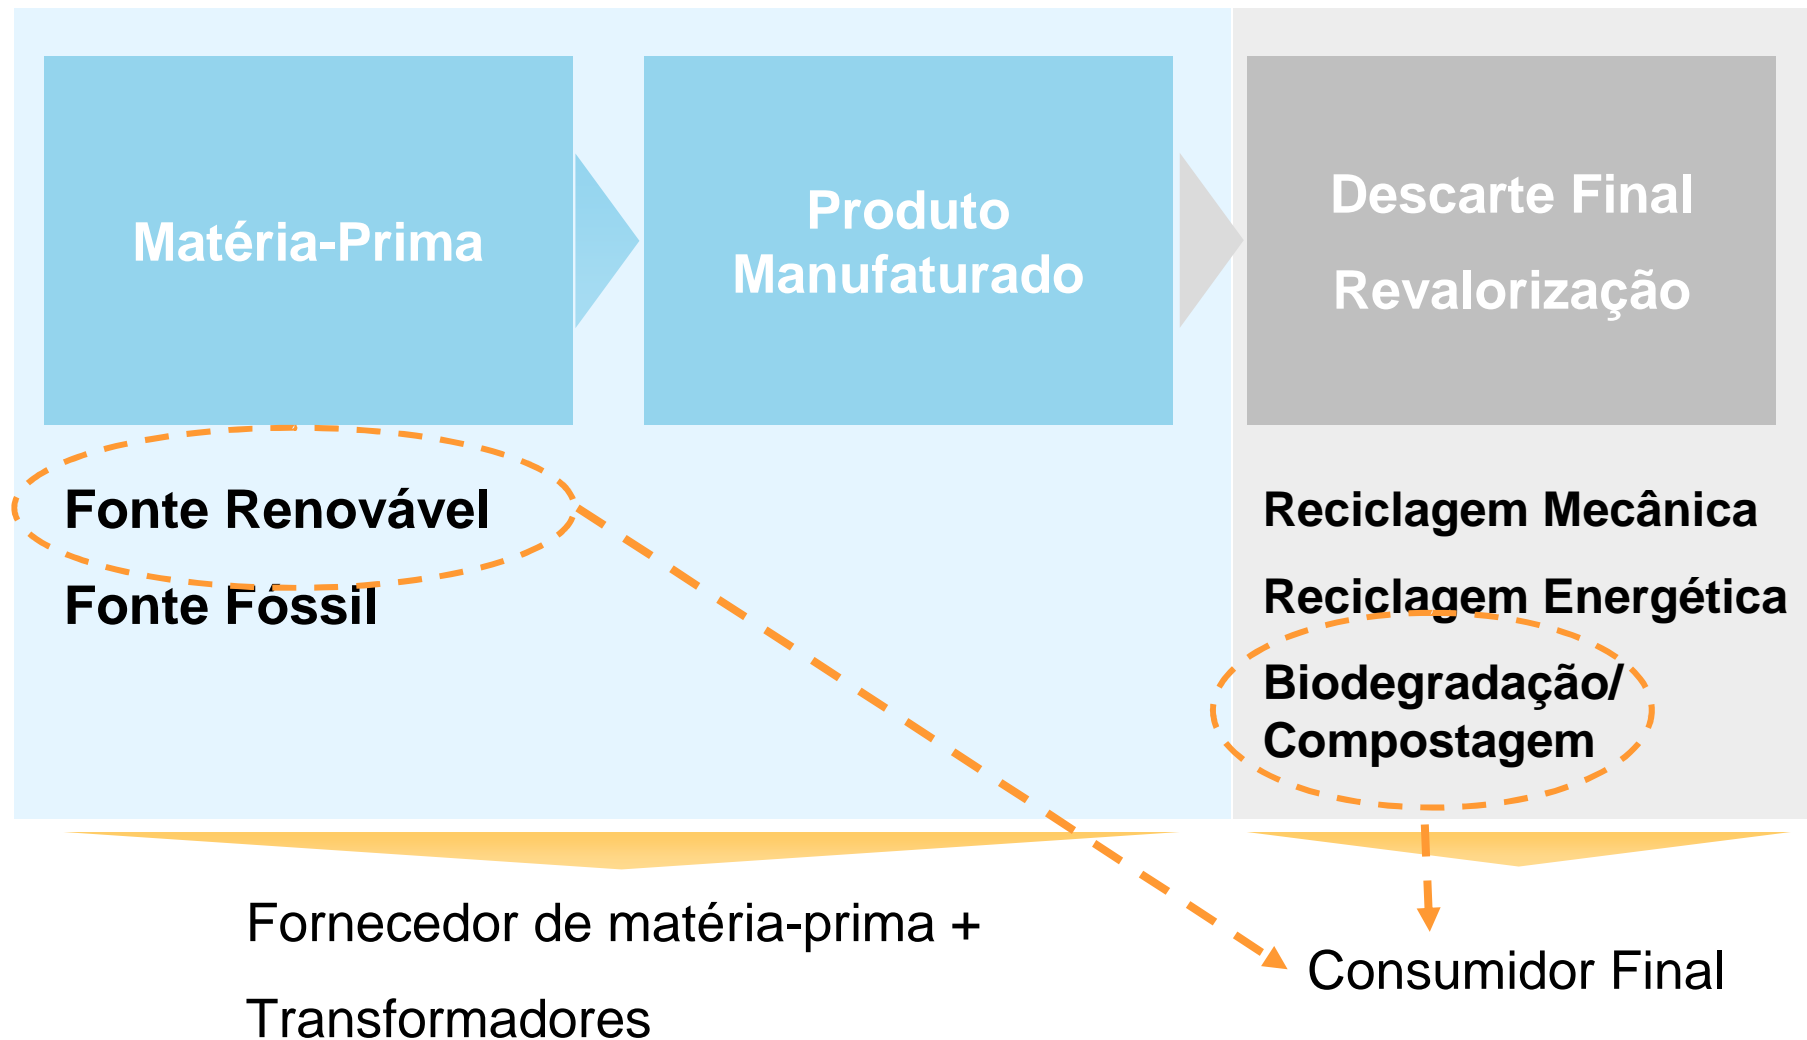 Matéria-Prima
Produto
Manufaturado
Descarte Final
Revalorização
Fonte Renovável
Fonte Fóssil
Reciclagem Mecânica
Reciclagem Energética
Biodegradação/
Compostagem
Fornecedor de matéria-prima +
Transformadores
Consumidor Final